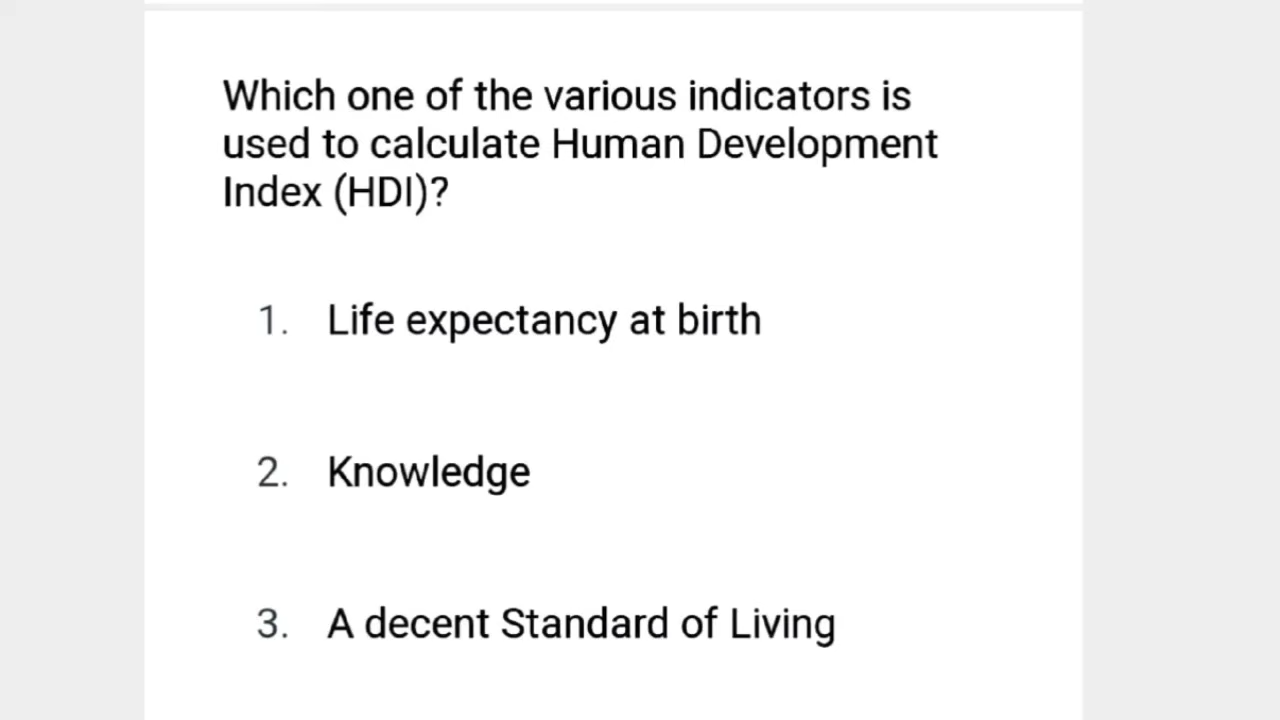 Which one of the various indicators is
used to calculate Human Development
Index (HDI)?
1. Life expectancy at birth
2. Knowledge
3. A decent Standard of Living